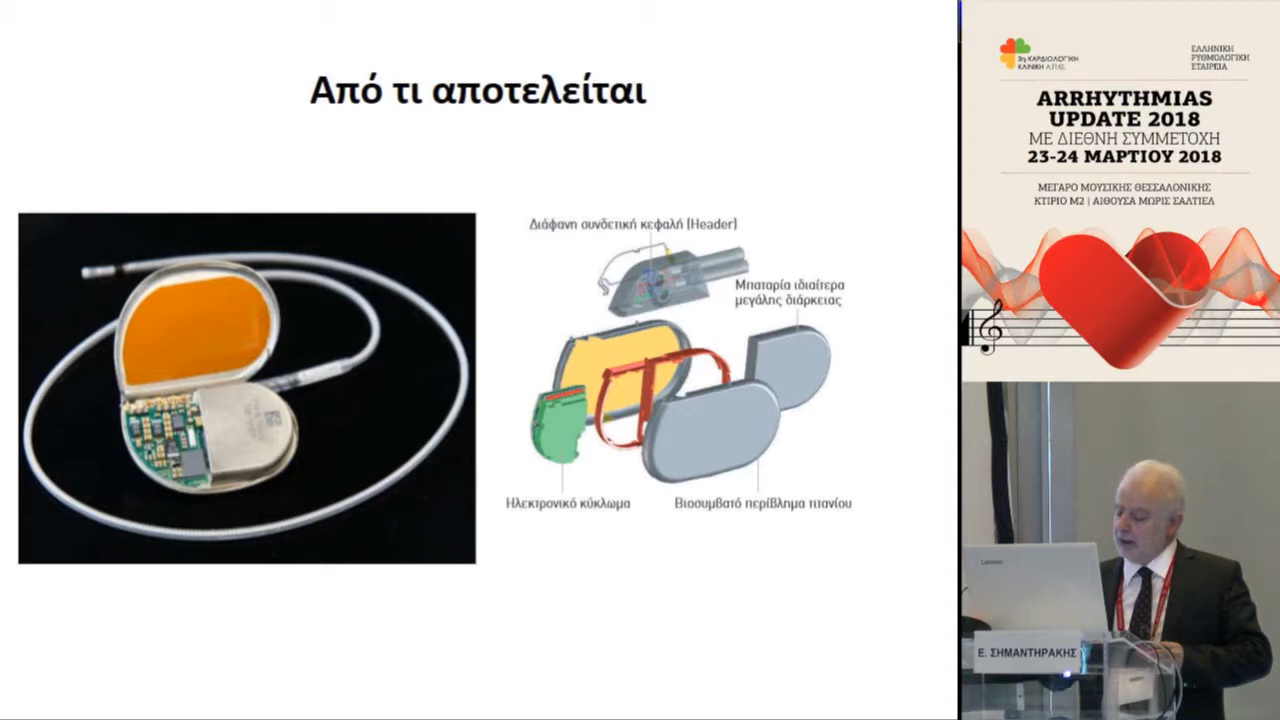 Από τι αποτελείται
Διάφανη συνδετική κεφαλή (Header)
Μπαταρία ιδιαίτερα
μεγάλης διάρκειας
Ηλεκτρονικό κύκλωμα
Βιοσυμβατό περίβλημα τιτανίου
3η ΚΑΡΔΙΟΛΟΓΙΚΗ
ΚΛΙΝΙΚΗ Α.Π.Θ.
ΕΛΛΗΝΙΚΗ
ΡΥΘΜΟΛΟΓΙΚΗ
ΕΤΑΙΡΕΙΑ
ARRHYTHMIAS
UPDATE 2018
ΜΕ ΔΙΕΘΝΗ ΣΥΜΜΕΤΟΧΗ
23-24 ΜΑΡΤΙΟΥ 2018
ΜΕΓΑΡΟ ΜΟΥΣΙΚΗΣ ΘΕΣΣΑΛΟΝΙΚΗΣ
ΚΤΙΡΙΟ Μ2 | ΑΙΘΟΥΣΑ ΜΩΡΙΣ ΣΑΛΤΙΕΛ
Lenovo
Ε. ΣΗΜΑΝΤΗΡΑΚΗΣ